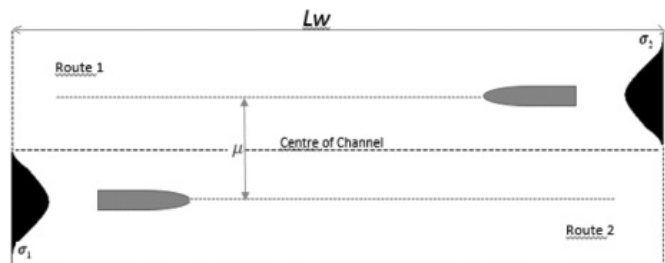 Lw
σ2
Route 1
Centre of Channel
μ
Route 2
σ1